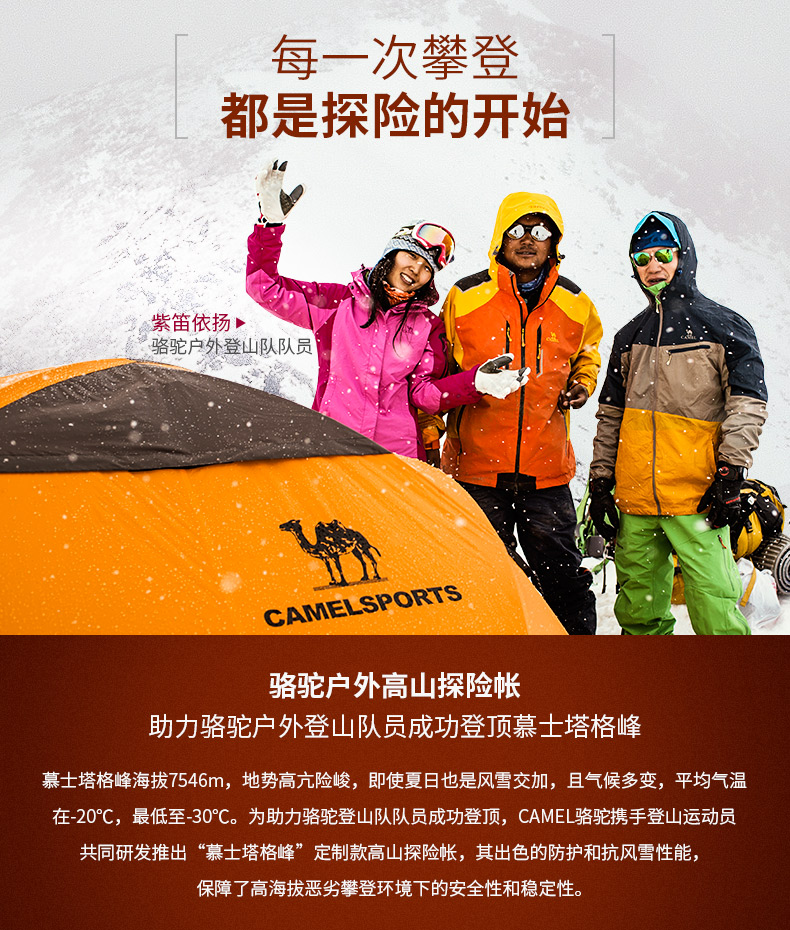 每一次攀登
都是探险的开始
紫笛依扬
骆驼户外登山队队员
CAMEL
CAMEL
CAMELSPORTS
骆驼户外高山探险帐
助力骆驼户外登山队员成功登顶慕士塔格峰
慕士塔格峰海拔7546m，地势高亢险峻，即使夏日也是风雪交加，且气候多变，平均气温
在-20℃，最低至-30℃。为助力骆驼登山队队员成功登顶，CAMEL骆驼携手登山运动员
共同研发推出“慕士塔格峰”定制款高山探险帐，其出色的防护和抗风雪性能，
保障了高海拔恶劣攀登环境下的安全性和稳定性。